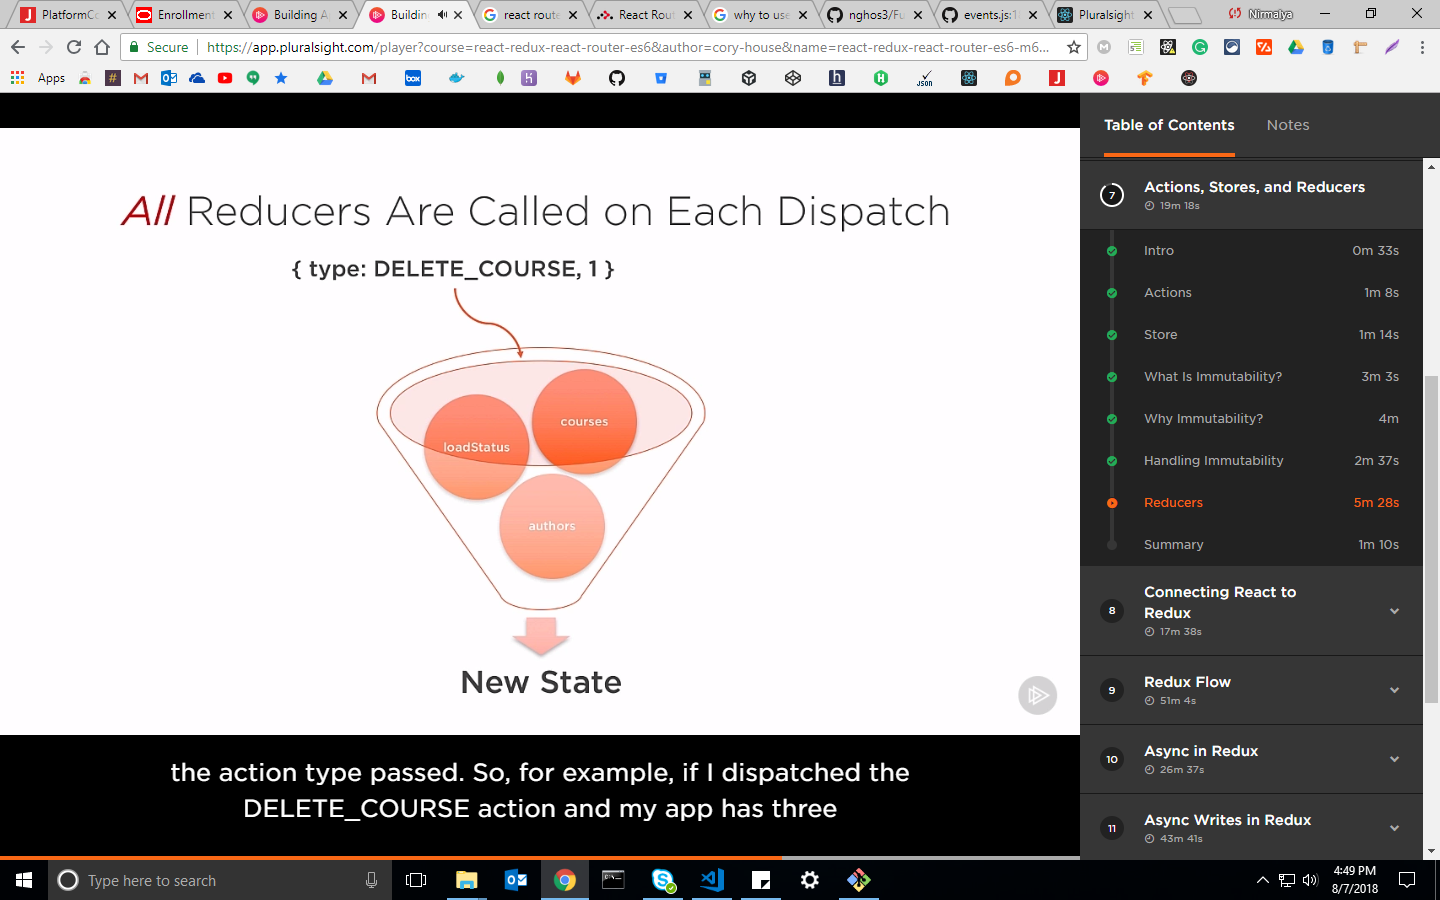 PlatformCo
Enrollment
Building A
Building
react route
React Rout
why to use
nghos3/Fu
events.js:1
Pluralsight
Nirmalya
Secure
https://app.pluralsight.com/player?course=react-redux-react-router-es6&author=cory-house&name=react-redux-react-router-es6-m6...
Apps
box
Json
All Reducers Are Called on Each Dispatch
{ type: DELETE_COURSE, 1 }
courses
loadStatus
authors
New State
the action type passed. So, for example, if I dispatched the
DELETE_COURSE action and my app has three
Table of Contents
Notes
7
Actions, Stores, and Reducers
19m 18s
Intro 0m 33s
Actions 1m 8s
Store 1m 14s
What Is Immutability? 3m 3s
Why Immutability? 4m
Handling Immutability 2m 37s
Reducers 5m 28s
Summary 1m 10s
8
Connecting React to
Redux
17m 38s
9
Redux Flow
51m 4s
10
Async in Redux
26m 37s
11
Async Writes in Redux
43m 41s
Type here to search
4:49 PM
8/7/2018